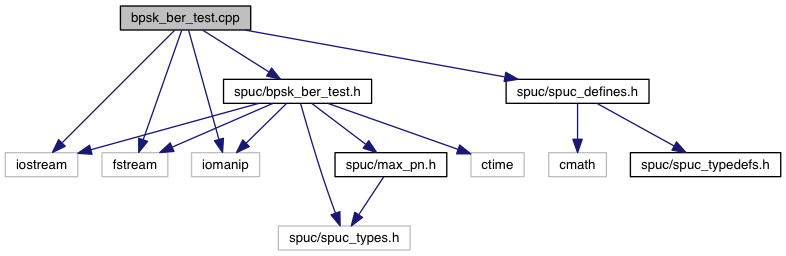 bpsk_ber_test.cpp
spuc/bpsk_ber_test.h
spuc/spuc_defines.h
iostream
fstream
iomanip
spuc/max_pn.h
ctime
cmath
spuc/spuc_typedefs.h
spuc/spuc_types.h